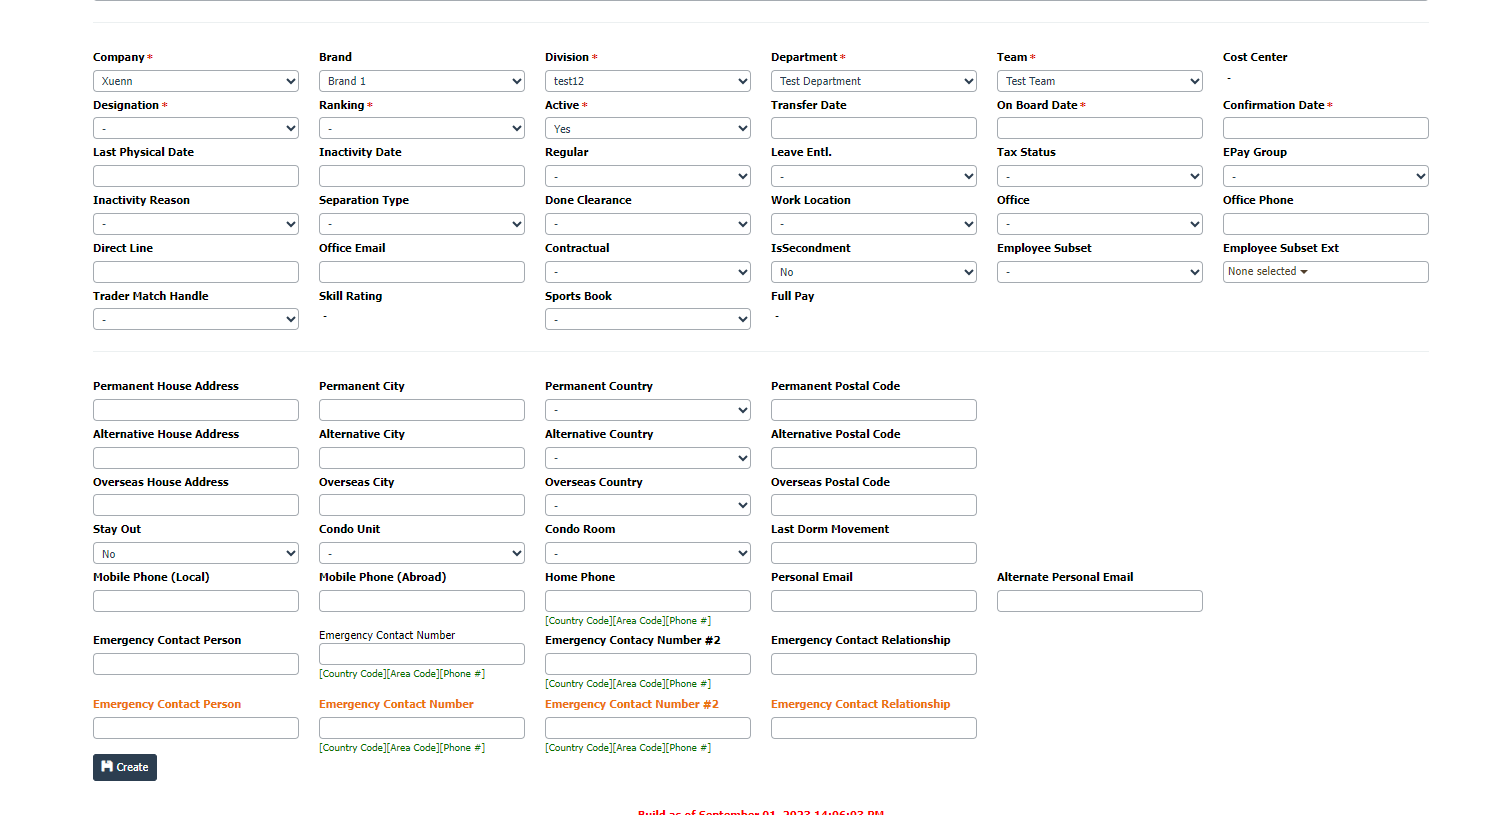 Company * Brand Division * Department * Team * Cost Center
Xuenn Brand 1 test12 Test Department Test Team -
Designation * Ranking * Active * Transfer Date On Board Date * Confirmation Date *
- - Yes
Last Physical Date Inactivity Date Regular Leave Entl. Tax Status EPay Group
- - - -
Inactivity Reason Separation Type Done Clearance Work Location Office Office Phone
- - - - -
Direct Line Office Email Contractual IsSecondment Employee Subset Employee Subset Ext
- No - None selected
Trader Match Handle Skill Rating Sports Book Full Pay
- - - -
Permanent House Address Permanent City Permanent Country Permanent Postal Code
-
Alternative House Address Alternative City Alternative Country Alternative Postal Code
-
Overseas House Address Overseas City Overseas Country Overseas Postal Code
-
Stay Out Condo Unit Condo Room Last Dorm Movement
No - -
Mobile Phone (Local) Mobile Phone (Abroad) Home Phone Personal Email Alternate Personal Email
[Country Code][Area Code][Phone #]
Emergency Contact Person Emergency Contact Number Emergency Contacy Number #2 Emergency Contact Relationship
[Country Code][Area Code][Phone #] [Country Code][Area Code][Phone #]
Emergency Contact Person Emergency Contact Number Emergency Contact Number #2 Emergency Contact Relationship
[Country Code][Area Code][Phone #] [Country Code][Area Code][Phone #]
Create
Build as of September 01, 2023 14:06:03 PM